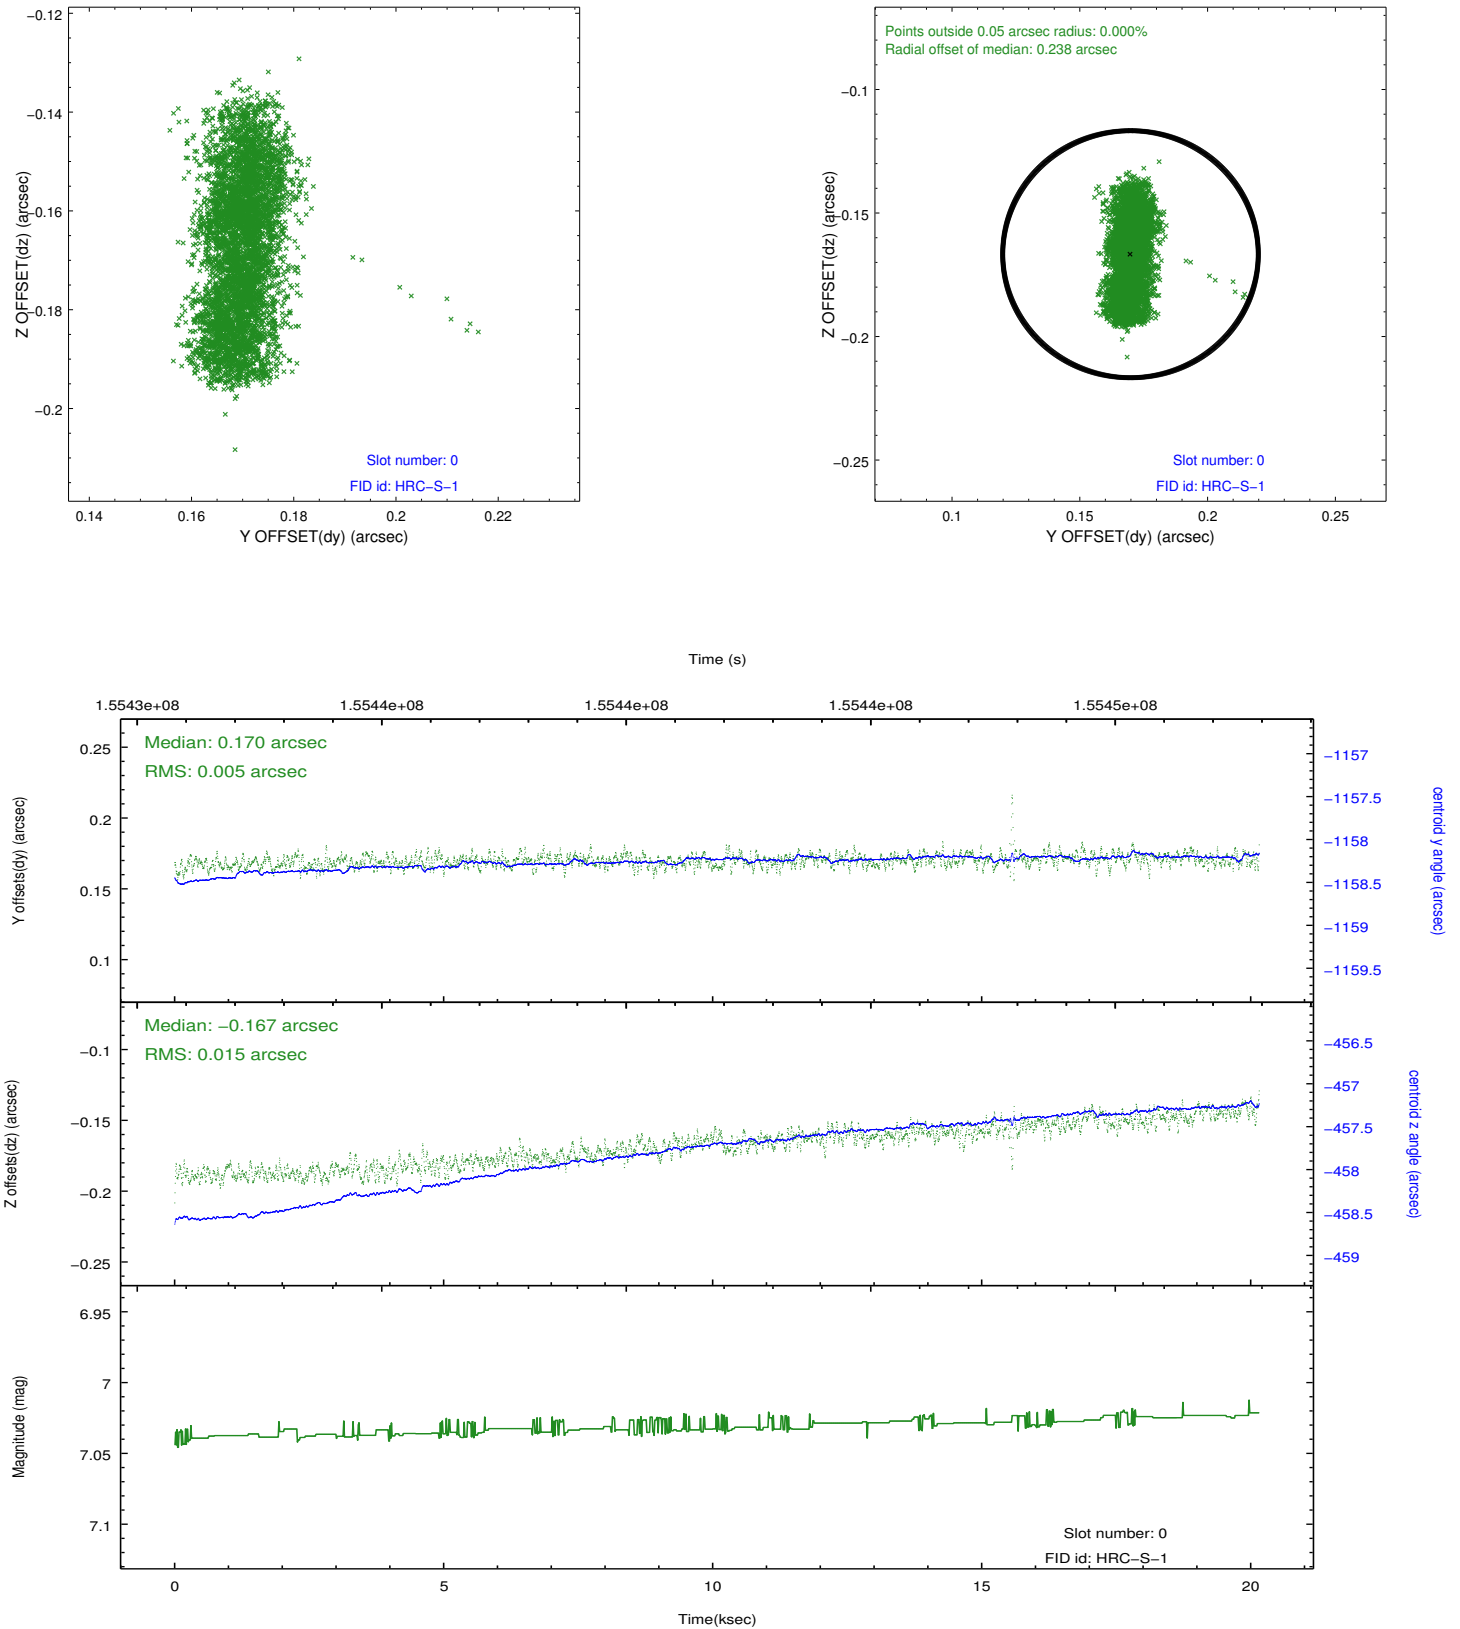 −0.12
−0.14
−0.16
−0.18
−0.2
Z OFFSET(dz) (arcsec)
0.14
0.16
0.18
0.2
0.22
Y OFFSET(dy) (arcsec)
Slot number: 0
FID id: HRC−S−1
Points outside 0.05 arcsec radius: 0.000%
Radial offset of median: 0.238 arcsec
−0.1
−0.15
−0.2
−0.25
Z OFFSET(dz) (arcsec)
0.1
0.15
0.2
0.25
Y OFFSET(dy) (arcsec)
Slot number: 0
FID id: HRC−S−1
Time (s)
1.5543e+08
1.5544e+08
1.5544e+08
1.5544e+08
1.5545e+08
Median: 0.170 arcsec
RMS: 0.005 arcsec
0.25
0.2
0.15
0.1
Y offsets(dy) (arcsec)
−1157
−1157.5
−1158
−1158.5
−1159
−1159.5
centroid y angle (arcsec)
Median: −0.167 arcsec
RMS: 0.015 arcsec
−0.1
−0.15
−0.2
−0.25
Z offsets(dz) (arcsec)
−456.5
−457
−457.5
−458
−458.5
−459
centroid z angle (arcsec)
6.95
7
7.05
7.1
Magnitude (mag)
Slot number: 0
FID id: HRC−S−1
0
5
10
15
20
Time(ksec)